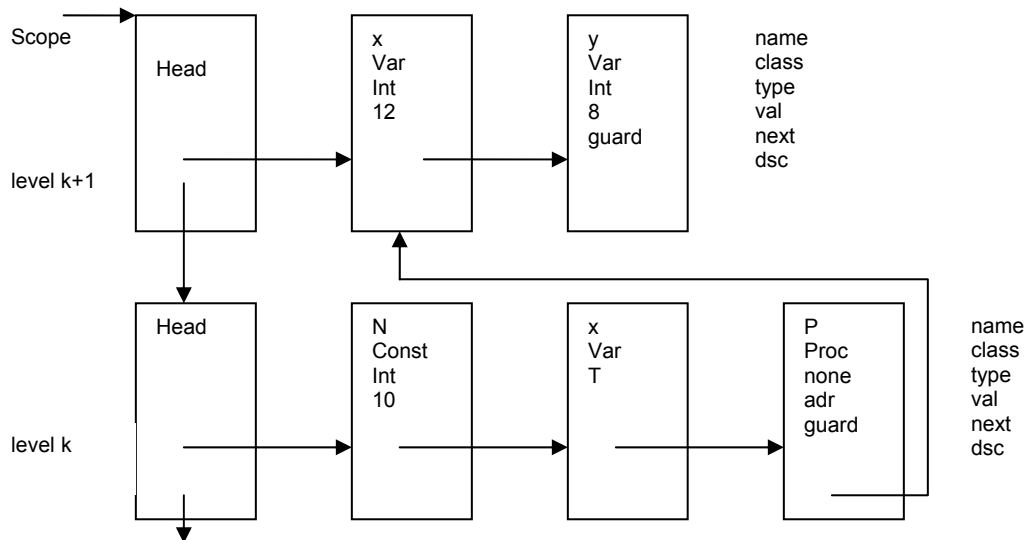 Scope
Head
level k+1
x
Var
Int
12
y
Var
Int
8
guard
name
class
type
val
next
dsc
Head
level k
N
Const
Int
10
x
Var
T
P
Proc
none
adr
guard
name
class
type
val
next
dsc